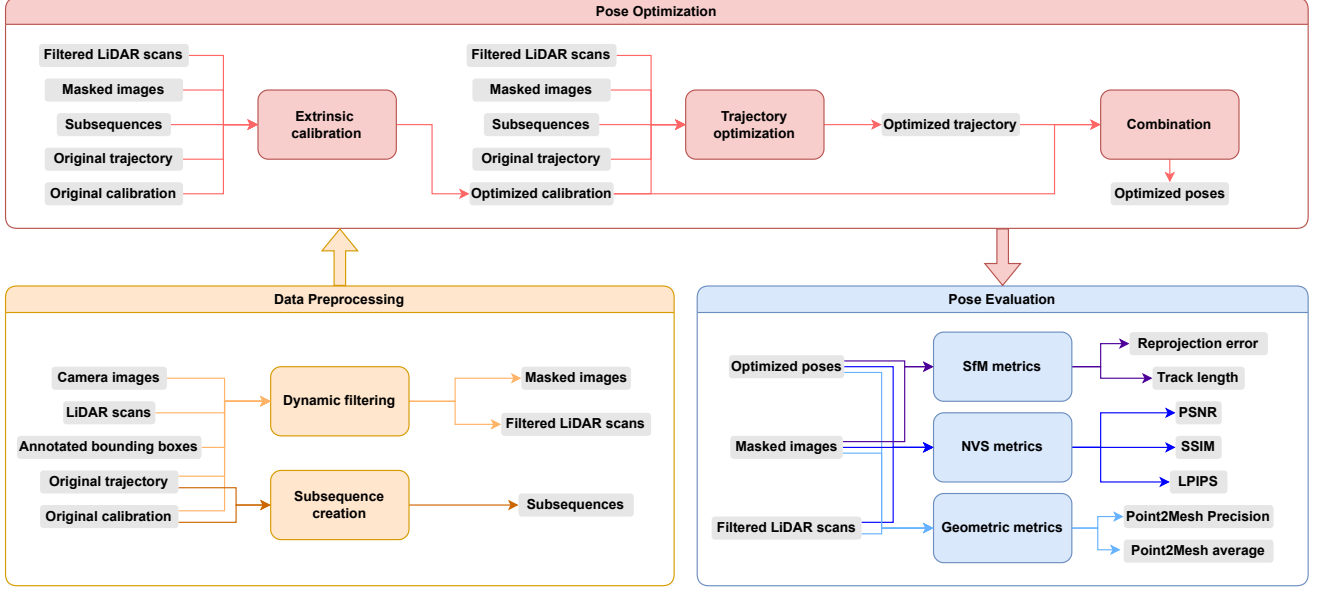 Pose Optimization
Filtered LiDAR scans
Masked images
Subsequences
Original trajectory
Original calibration
Extrinsic
calibration
Filtered LiDAR scans
Masked images
Subsequences
Original trajectory
Optimized calibration
Trajectory
optimization
Optimized trajectory
Combination
Optimized poses
Data Preprocessing
Camera images
LiDAR scans
Annotated bounding boxes
Original trajectory
Original calibration
Dynamic filtering
Subsequence
creation
Masked images
Filtered LiDAR scans
Subsequences
Pose Evaluation
Optimized poses
Masked images
Filtered LiDAR scans
SfM metrics
NVS metrics
Geometric metrics
Reprojection error
Track length
PSNR
SSIM
LPIPS
Point2Mesh Precision
Point2Mesh average